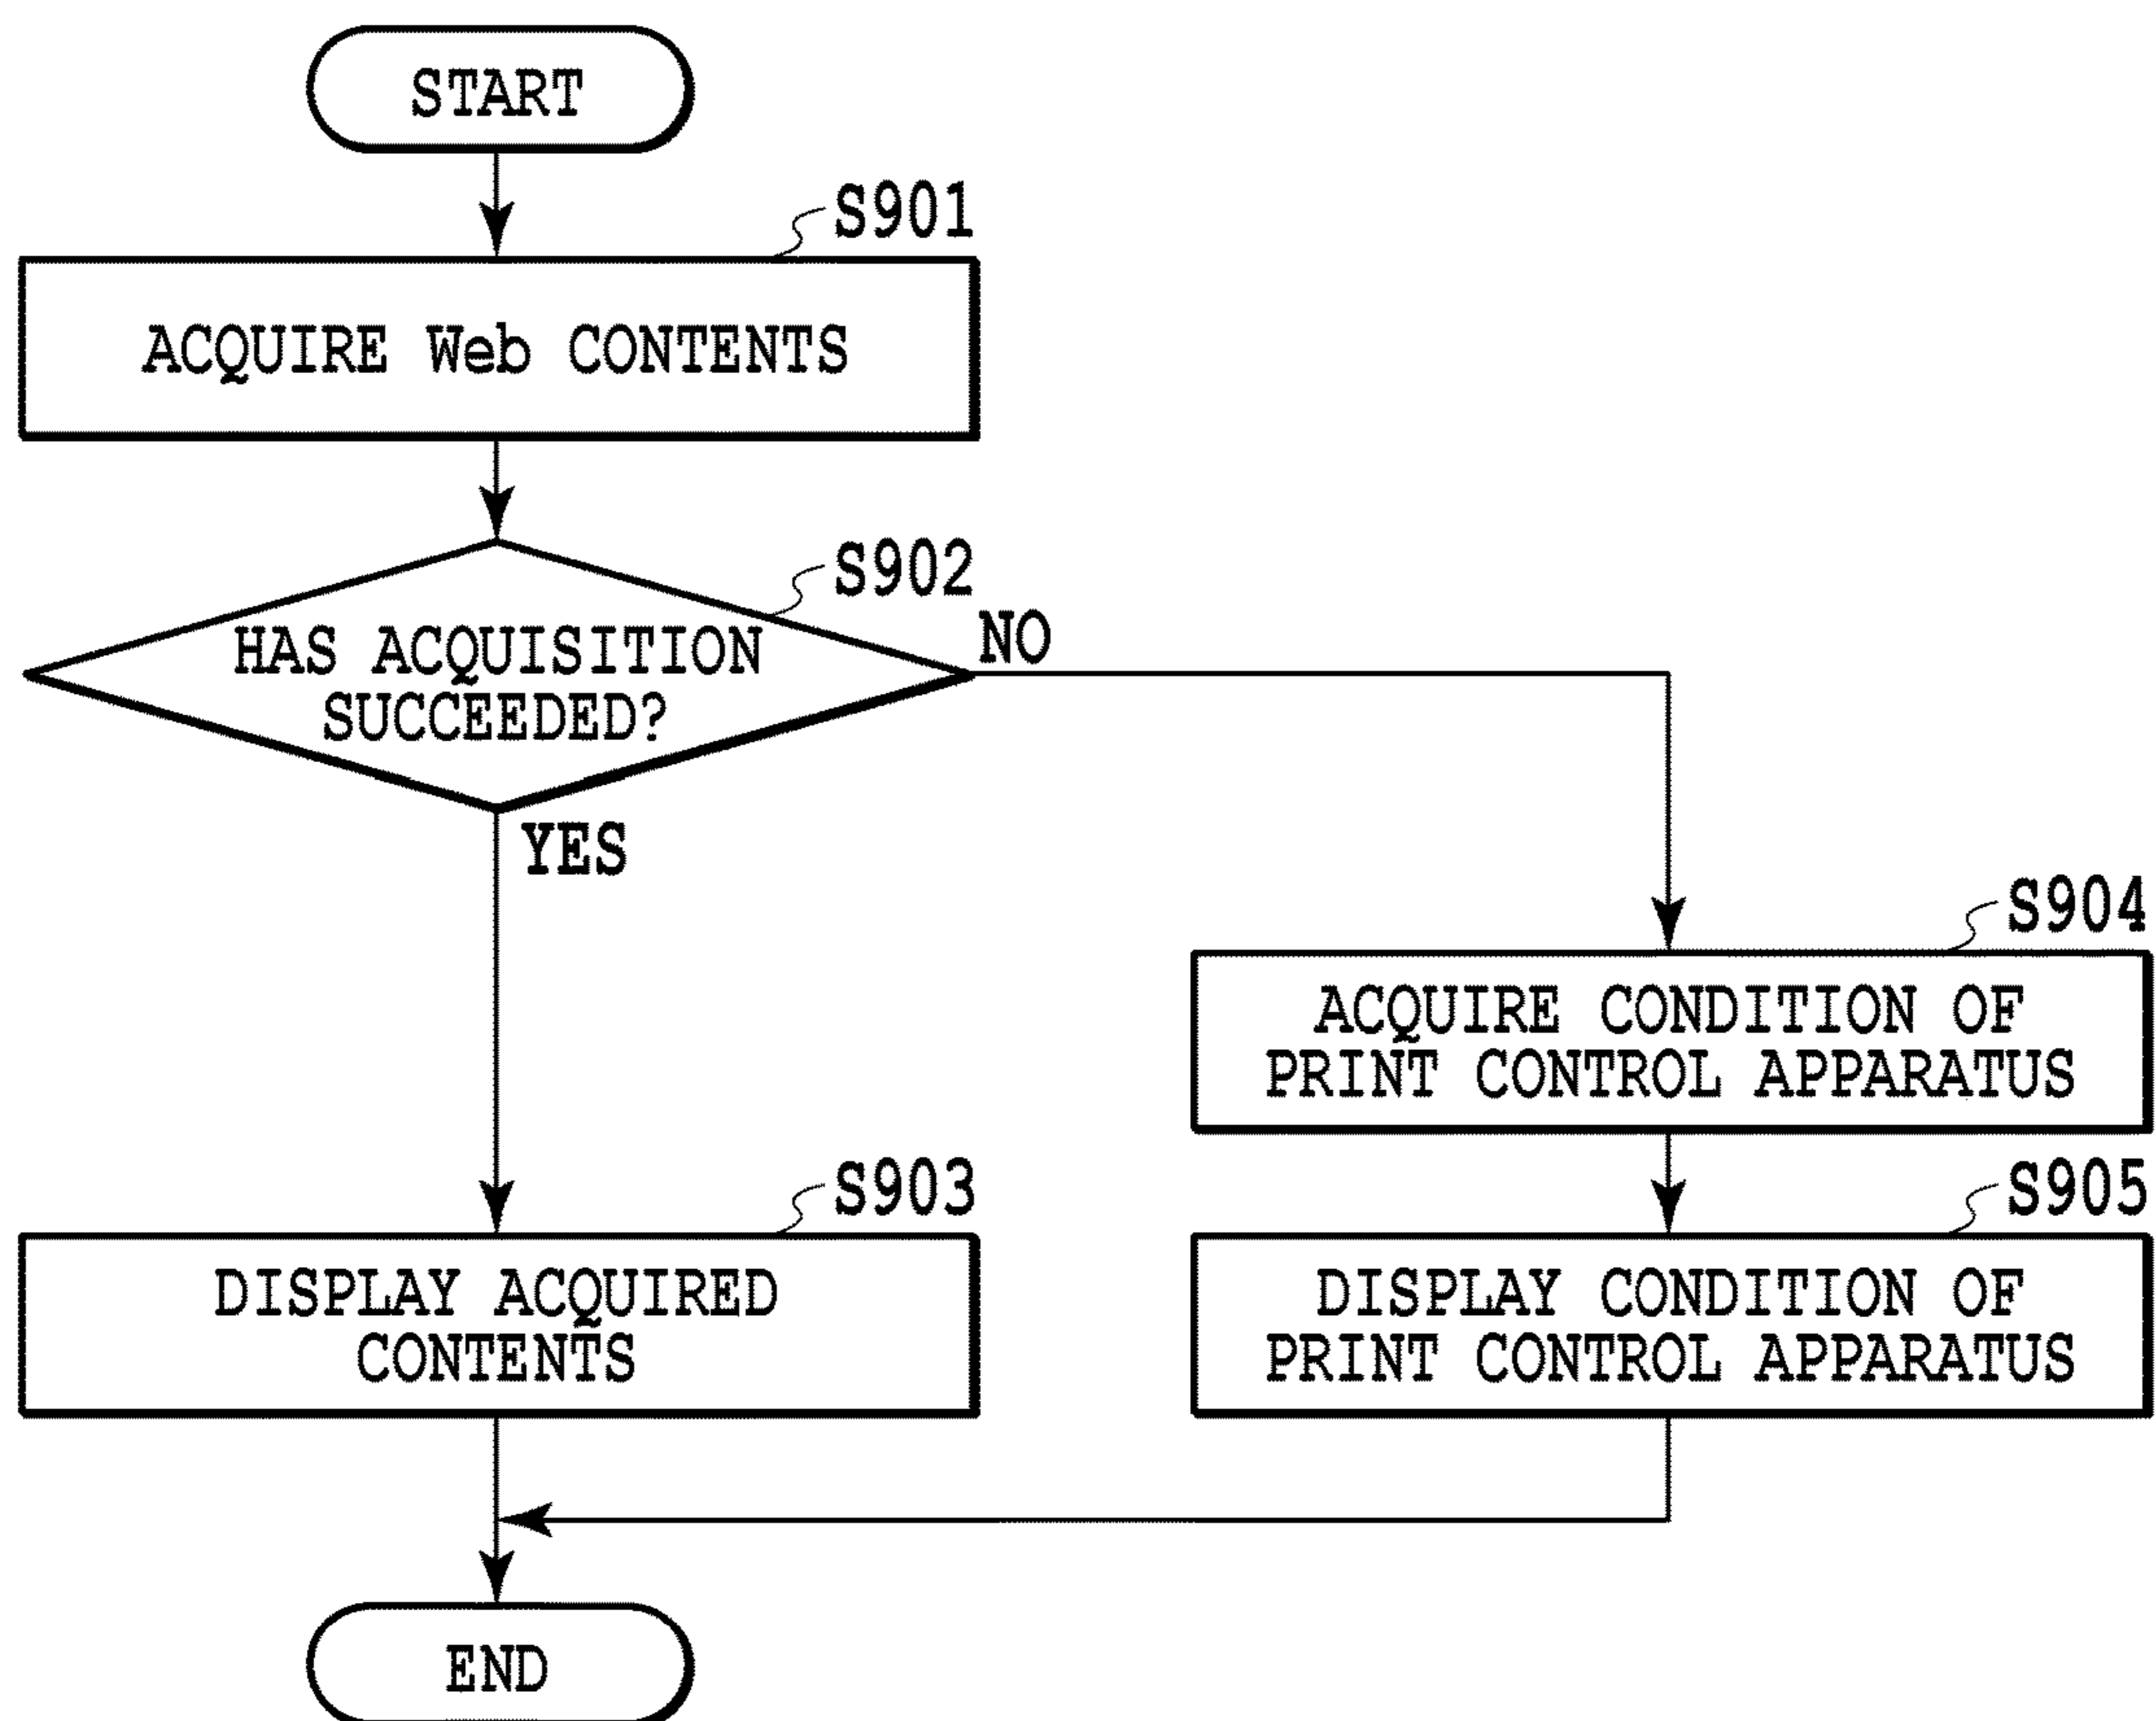 START
S901
ACQUIRE Web CONTENTS
S902
HAS ACQUISITION
SUCCEEDED?
NO
YES
S904
ACQUIRE CONDITION OF
PRINT CONTROL APPARATUS
S903
DISPLAY ACQUIRED
CONTENTS
S905
DISPLAY CONDITION OF
PRINT CONTROL APPARATUS
END